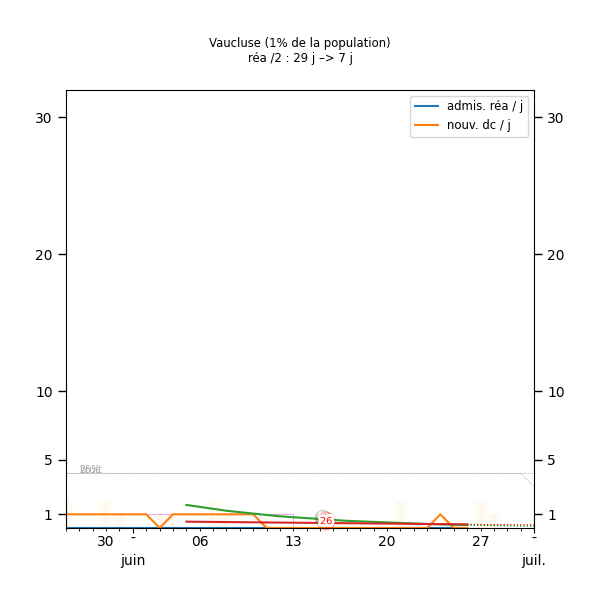 Vaucluse (1% de la population)
réa /2 : 29 j –> 7 j
admis. réa / j
nouv. dc / j
30 30
20 20
10 10
5 5
25%
26
1 1
30 - 06 13 20 27 -
juin juil.